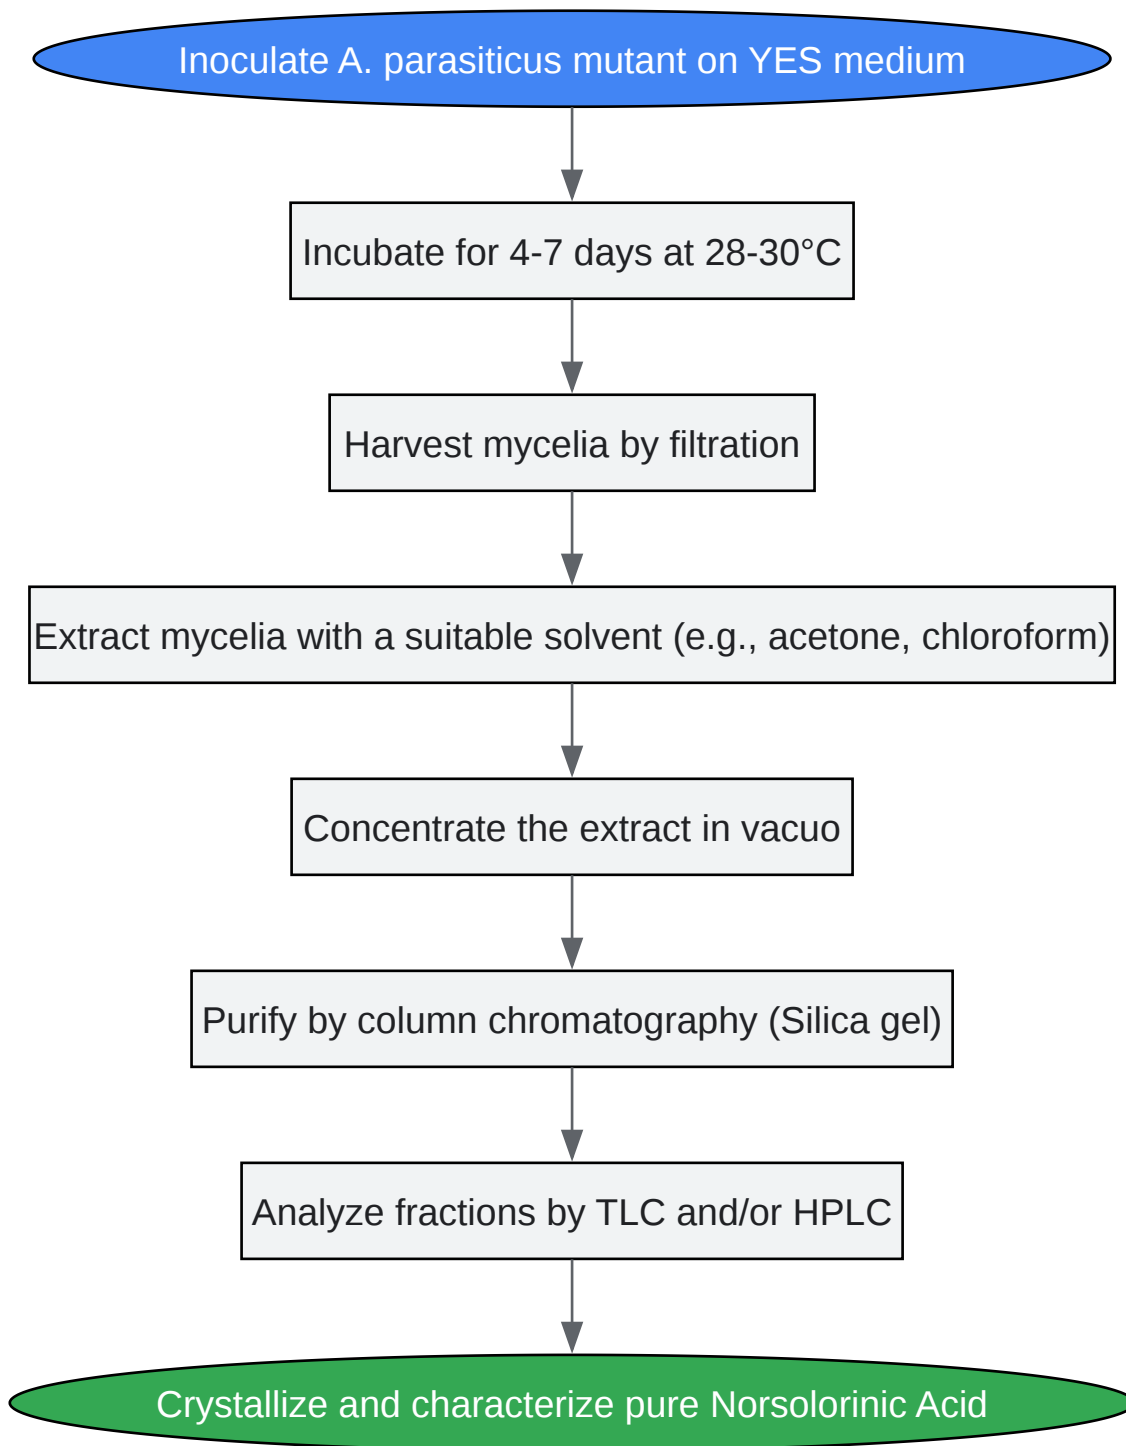 Inoculate A. parasiticus mutant on YES medium
Incubate for 4-7 days at 28-30°C
Harvest mycelia by filtration
Extract mycelia with a suitable solvent (e.g., acetone, chloroform)
Concentrate the extract in vacuo
Purify by column chromatography (Silica gel)
Analyze fractions by TLC and/or HPLC
Crystallize and characterize pure Norsolorinic Acid